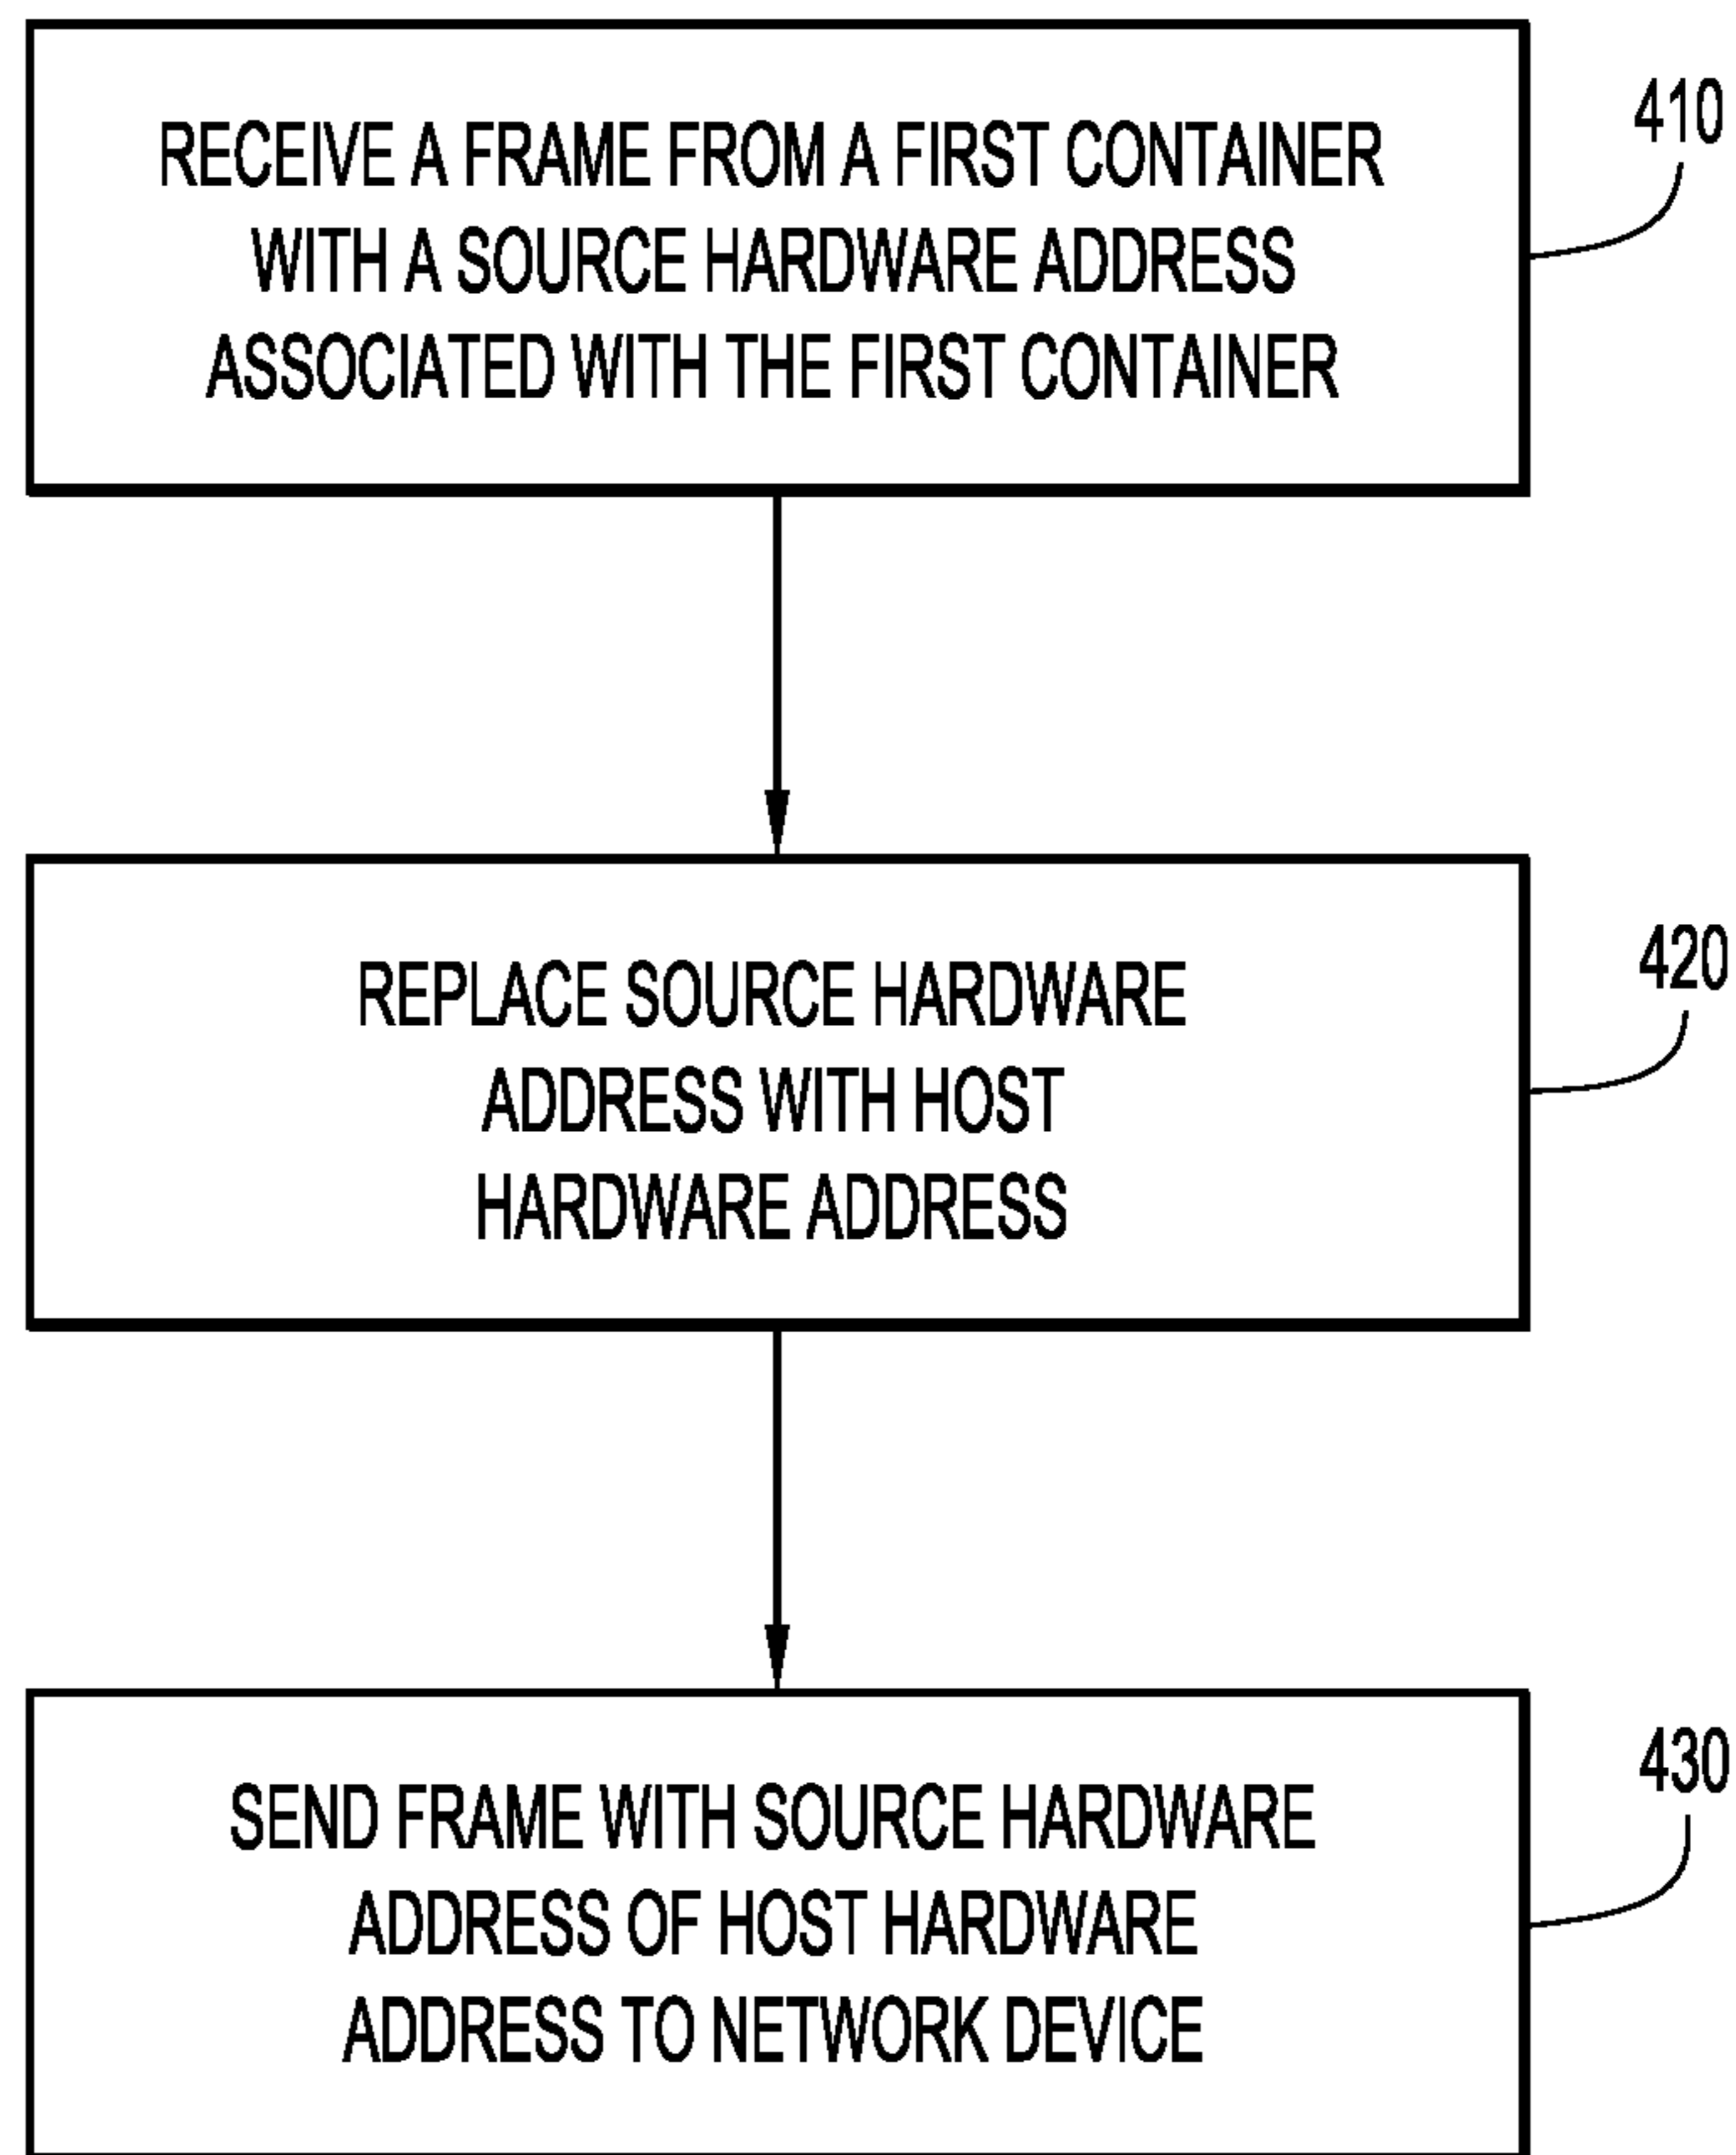 RECEIVE A FRAME FROM A FIRST CONTAINER
WITH A SOURCE HARDWARE ADDRESS
ASSOCIATED WITH THE FIRST CONTAINER
410
REPLACE SOURCE HARDWARE
ADDRESS WITH HOST
HARDWARE ADDRESS
420
SEND FRAME WITH SOURCE HARDWARE
ADDRESS OF HOST HARDWARE
ADDRESS TO NETWORK DEVICE
430